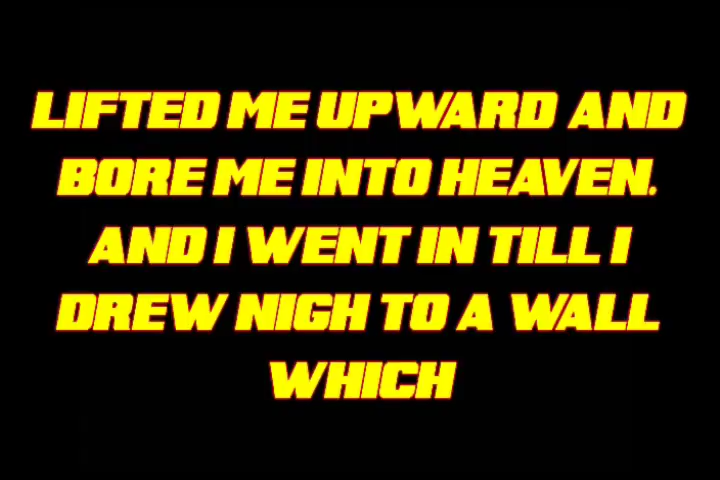 LIFTED ME UPWARD AND
BORE ME INTO HEAVEN.
AND I WENT IN TILL I
DREW NIGH TO A WALL
WHICH